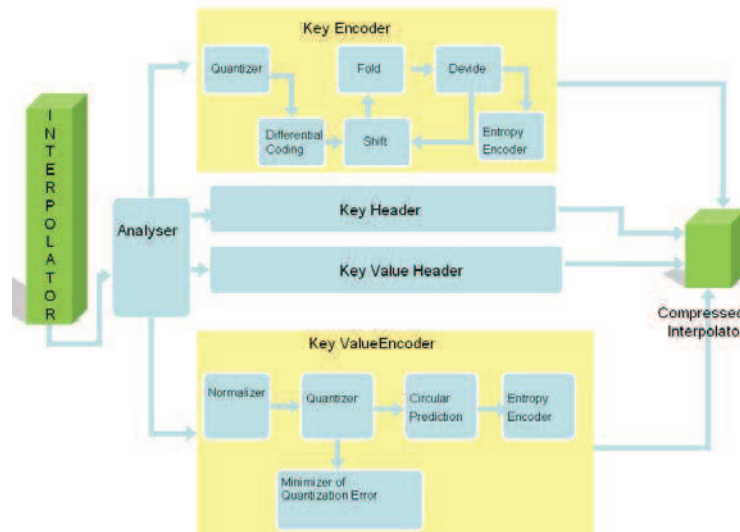 Key Encoder
Quantizer
Fold
Devide
Differential
Coding
Shift
Entropy
Encoder
INTERPOLATOR
Analyser
Key Header
Key Value Header
Compressed
Interpolato
Key ValueEncoder
Normalizer
Quantizer
Circular
Prediction
Entropy
Encoder
Minimizer of
Quantization Error